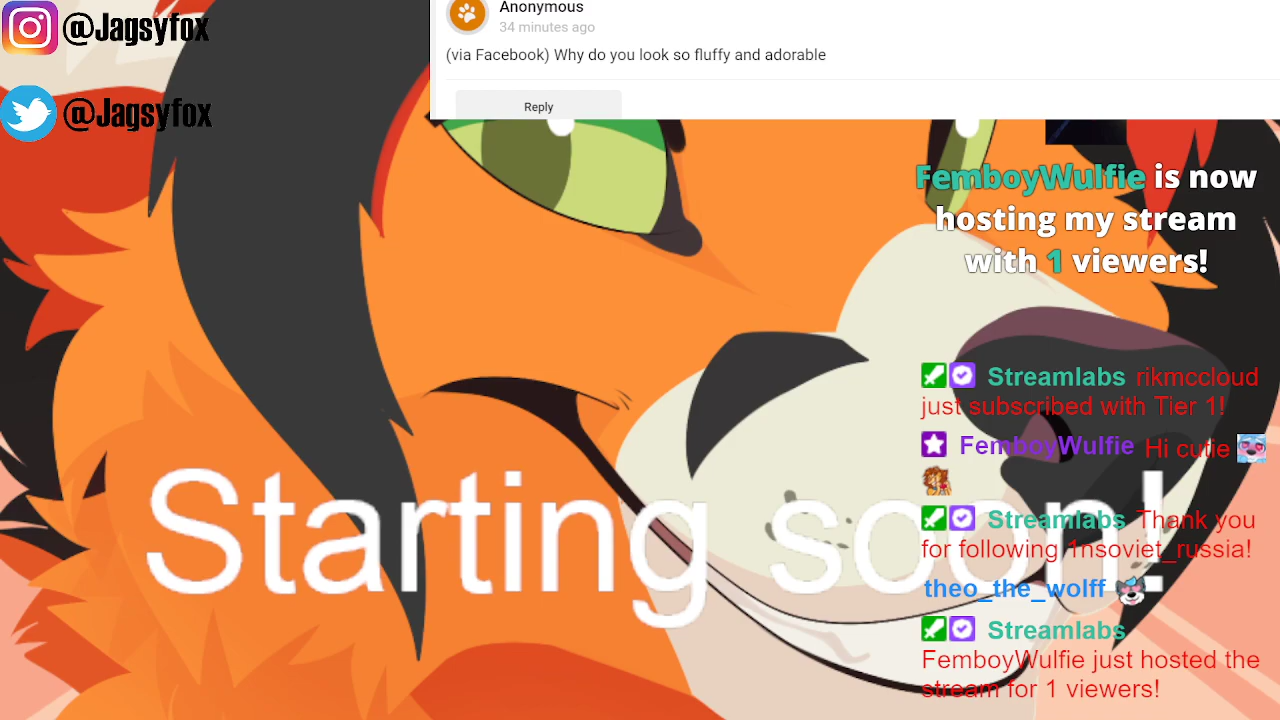 @Jagsyfox
@Jagsyfox
Anonymous
34 minutes ago
(via Facebook) Why do you look so fluffy and adorable
Reply
FemboyWulfie is now
hosting my stream
with 1 viewers!
Streamlabs rikmccloud
just subscribed with Tier 1!
FemboyWulfie Hi cutie
Streamlabs Thank you
for following 1nsoviet_russia!
theo_the_wolff
Streamlabs
FemboyWulfie just hosted the
stream for 1 viewers!
Starting soon!